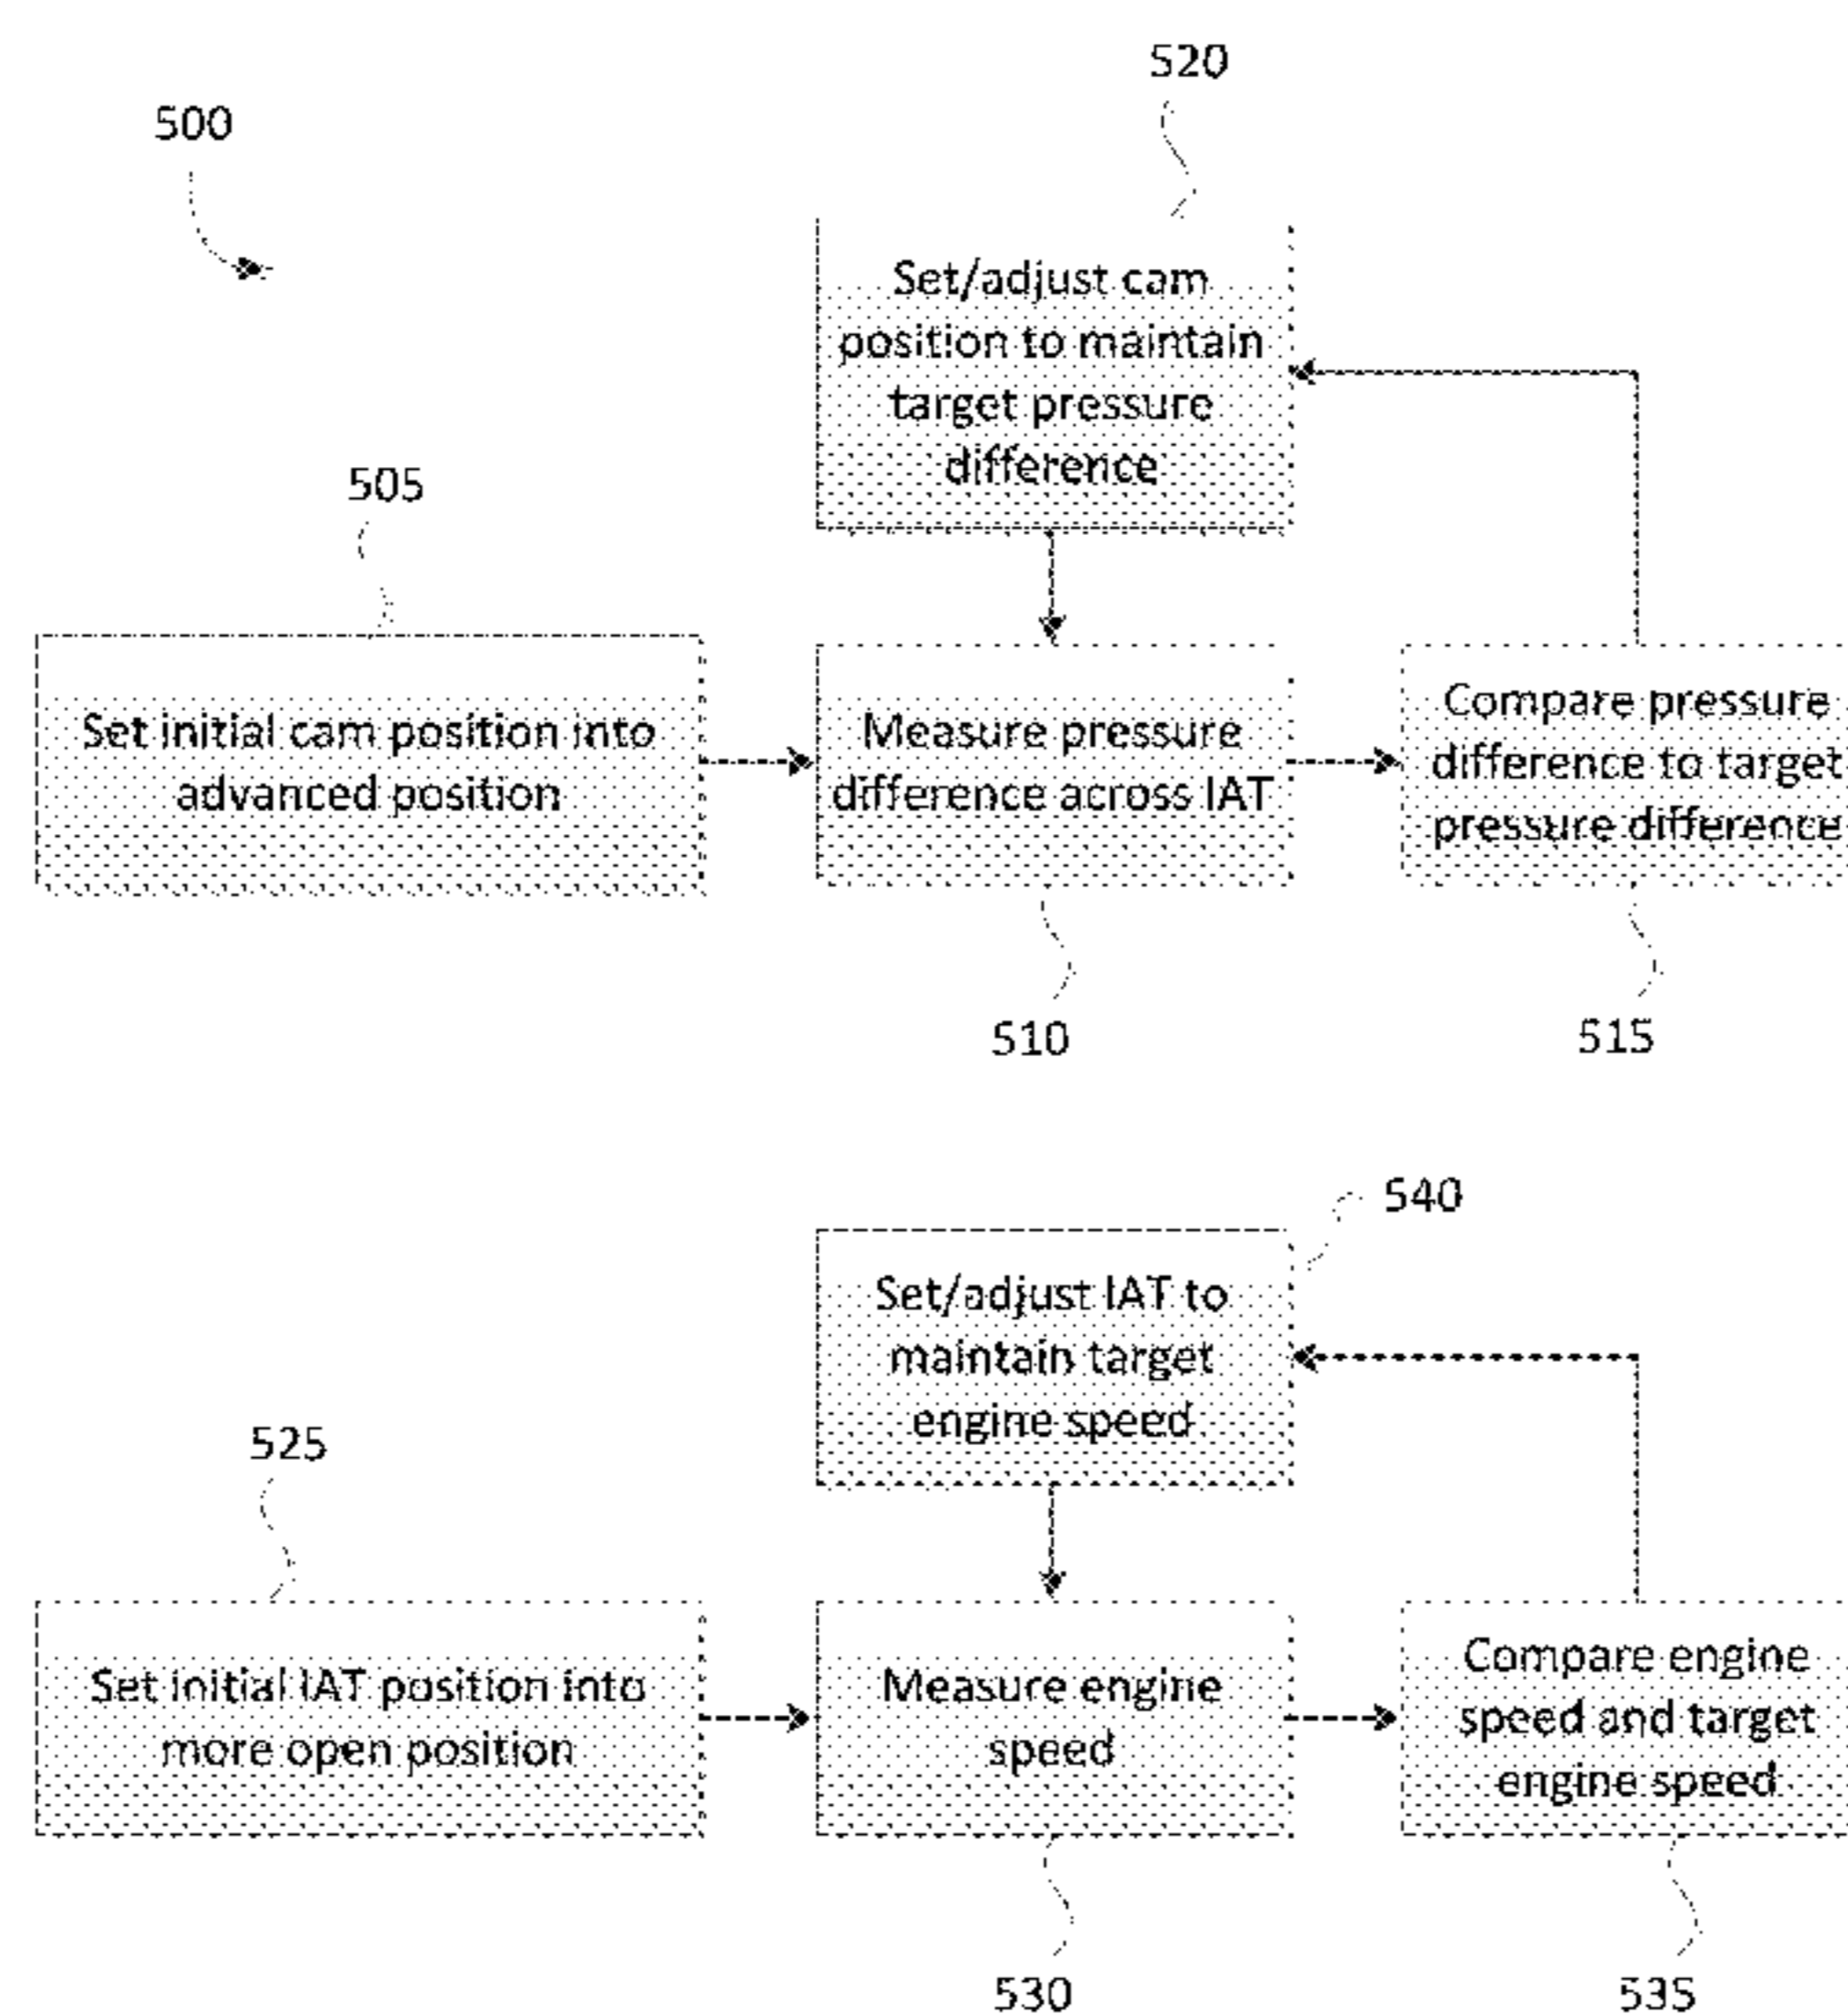 520
500
Set/adjust cam
position to maintain
target pressure
difference
505
Set initial cam position into
advanced position
Measure pressure
difference across IAT
Compare pressure
difference to target
pressure difference
510
515
540
Set/adjust IAT to
maintain target
engine speed
525
Set initial IAT position into
more open position
Measure engine
speed
Compare engine
speed and target
engine speed
530
535